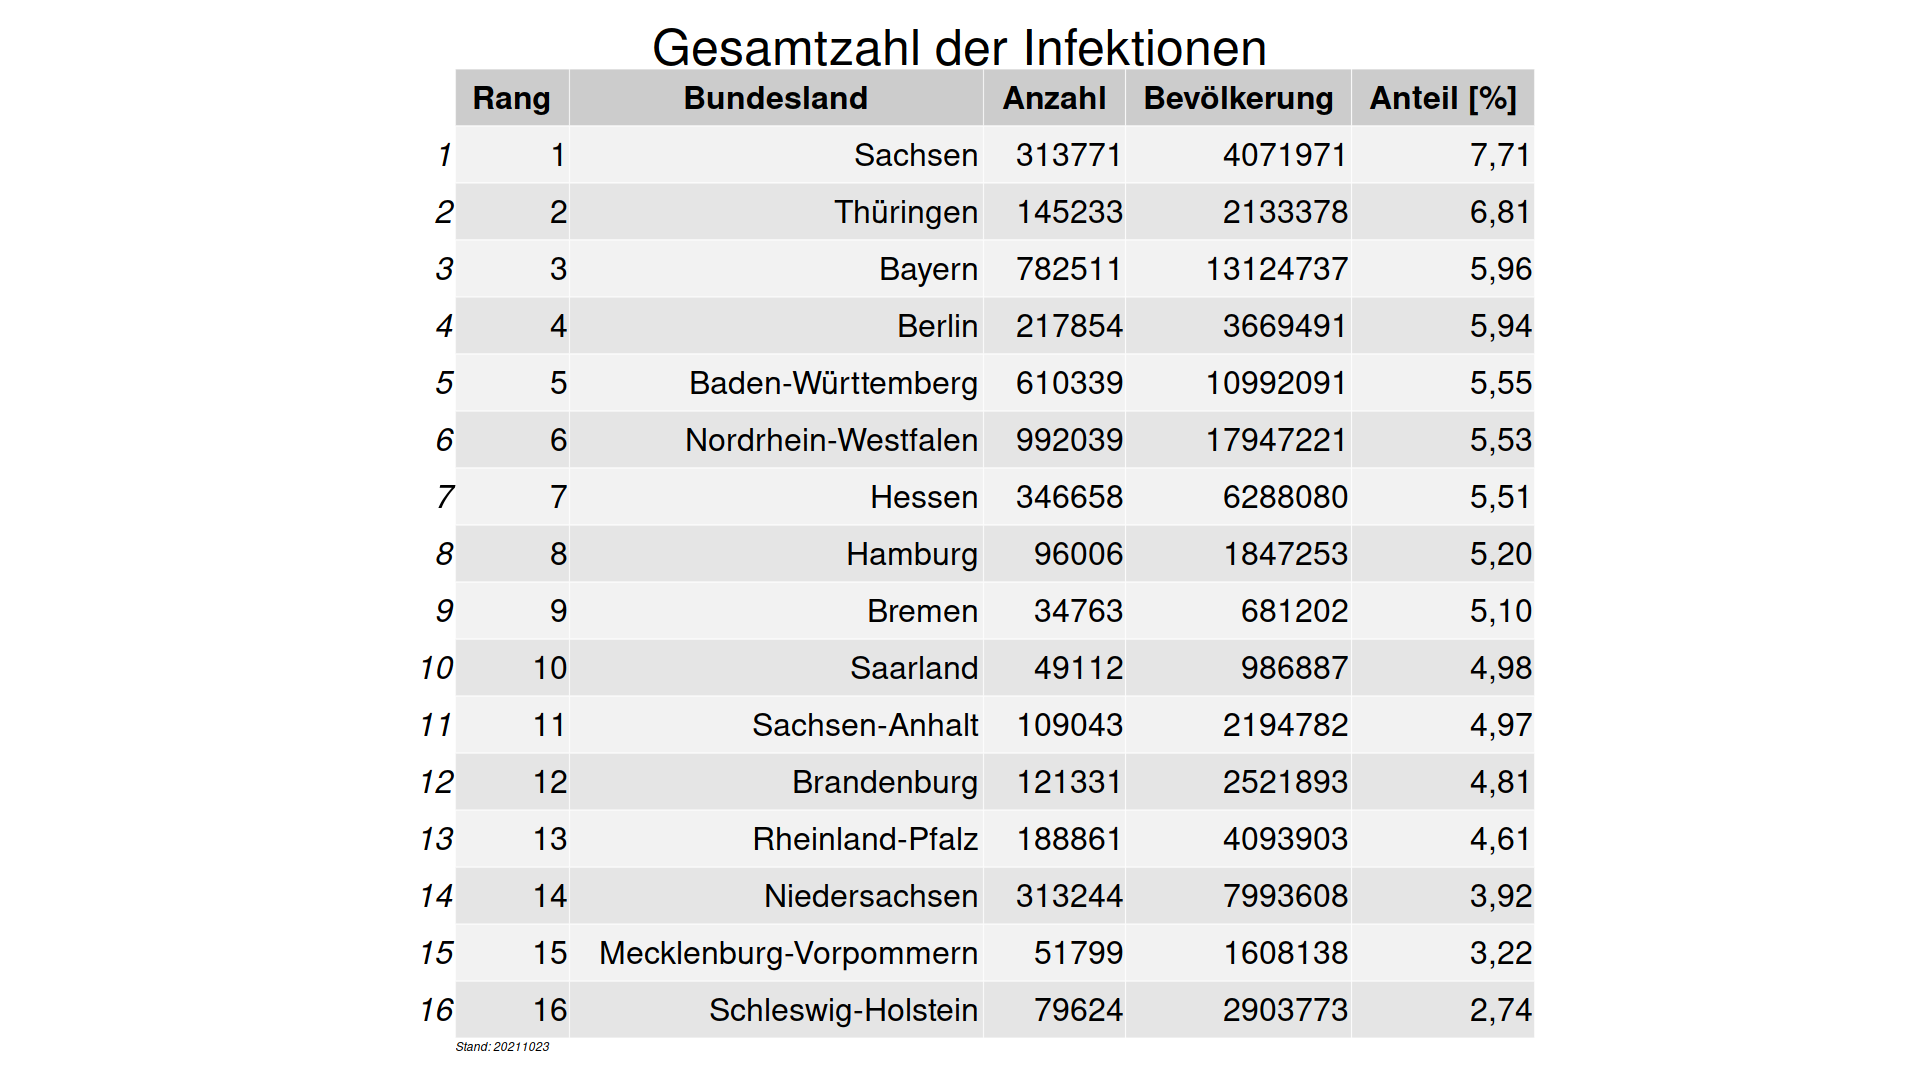 Gesamtzahl der Infektionen
Rang Bundesland Anzahl Bevölkerung Anteil [%]
1 1 Sachsen 313771 4071971 7,71
2 2 Thüringen 145233 2133378 6,81
3 3 Bayern 782511 13124737 5,96
4 4 Berlin 217854 3669491 5,94
5 5 Baden-Württemberg 610339 10992091 5,55
6 6 Nordrhein-Westfalen 992039 17947221 5,53
7 7 Hessen 346658 6288080 5,51
8 8 Hamburg 96006 1847253 5,20
9 9 Bremen 34763 681202 5,10
10 10 Saarland 49112 986887 4,98
11 11 Sachsen-Anhalt 109043 2194782 4,97
12 12 Brandenburg 121331 2521893 4,81
13 13 Rheinland-Pfalz 188861 4093903 4,61
14 14 Niedersachsen 313244 7993608 3,92
15 15 Mecklenburg-Vorpommern 51799 1608138 3,22
16 16 Schleswig-Holstein 79624 2903773 2,74
Stand: 20211023